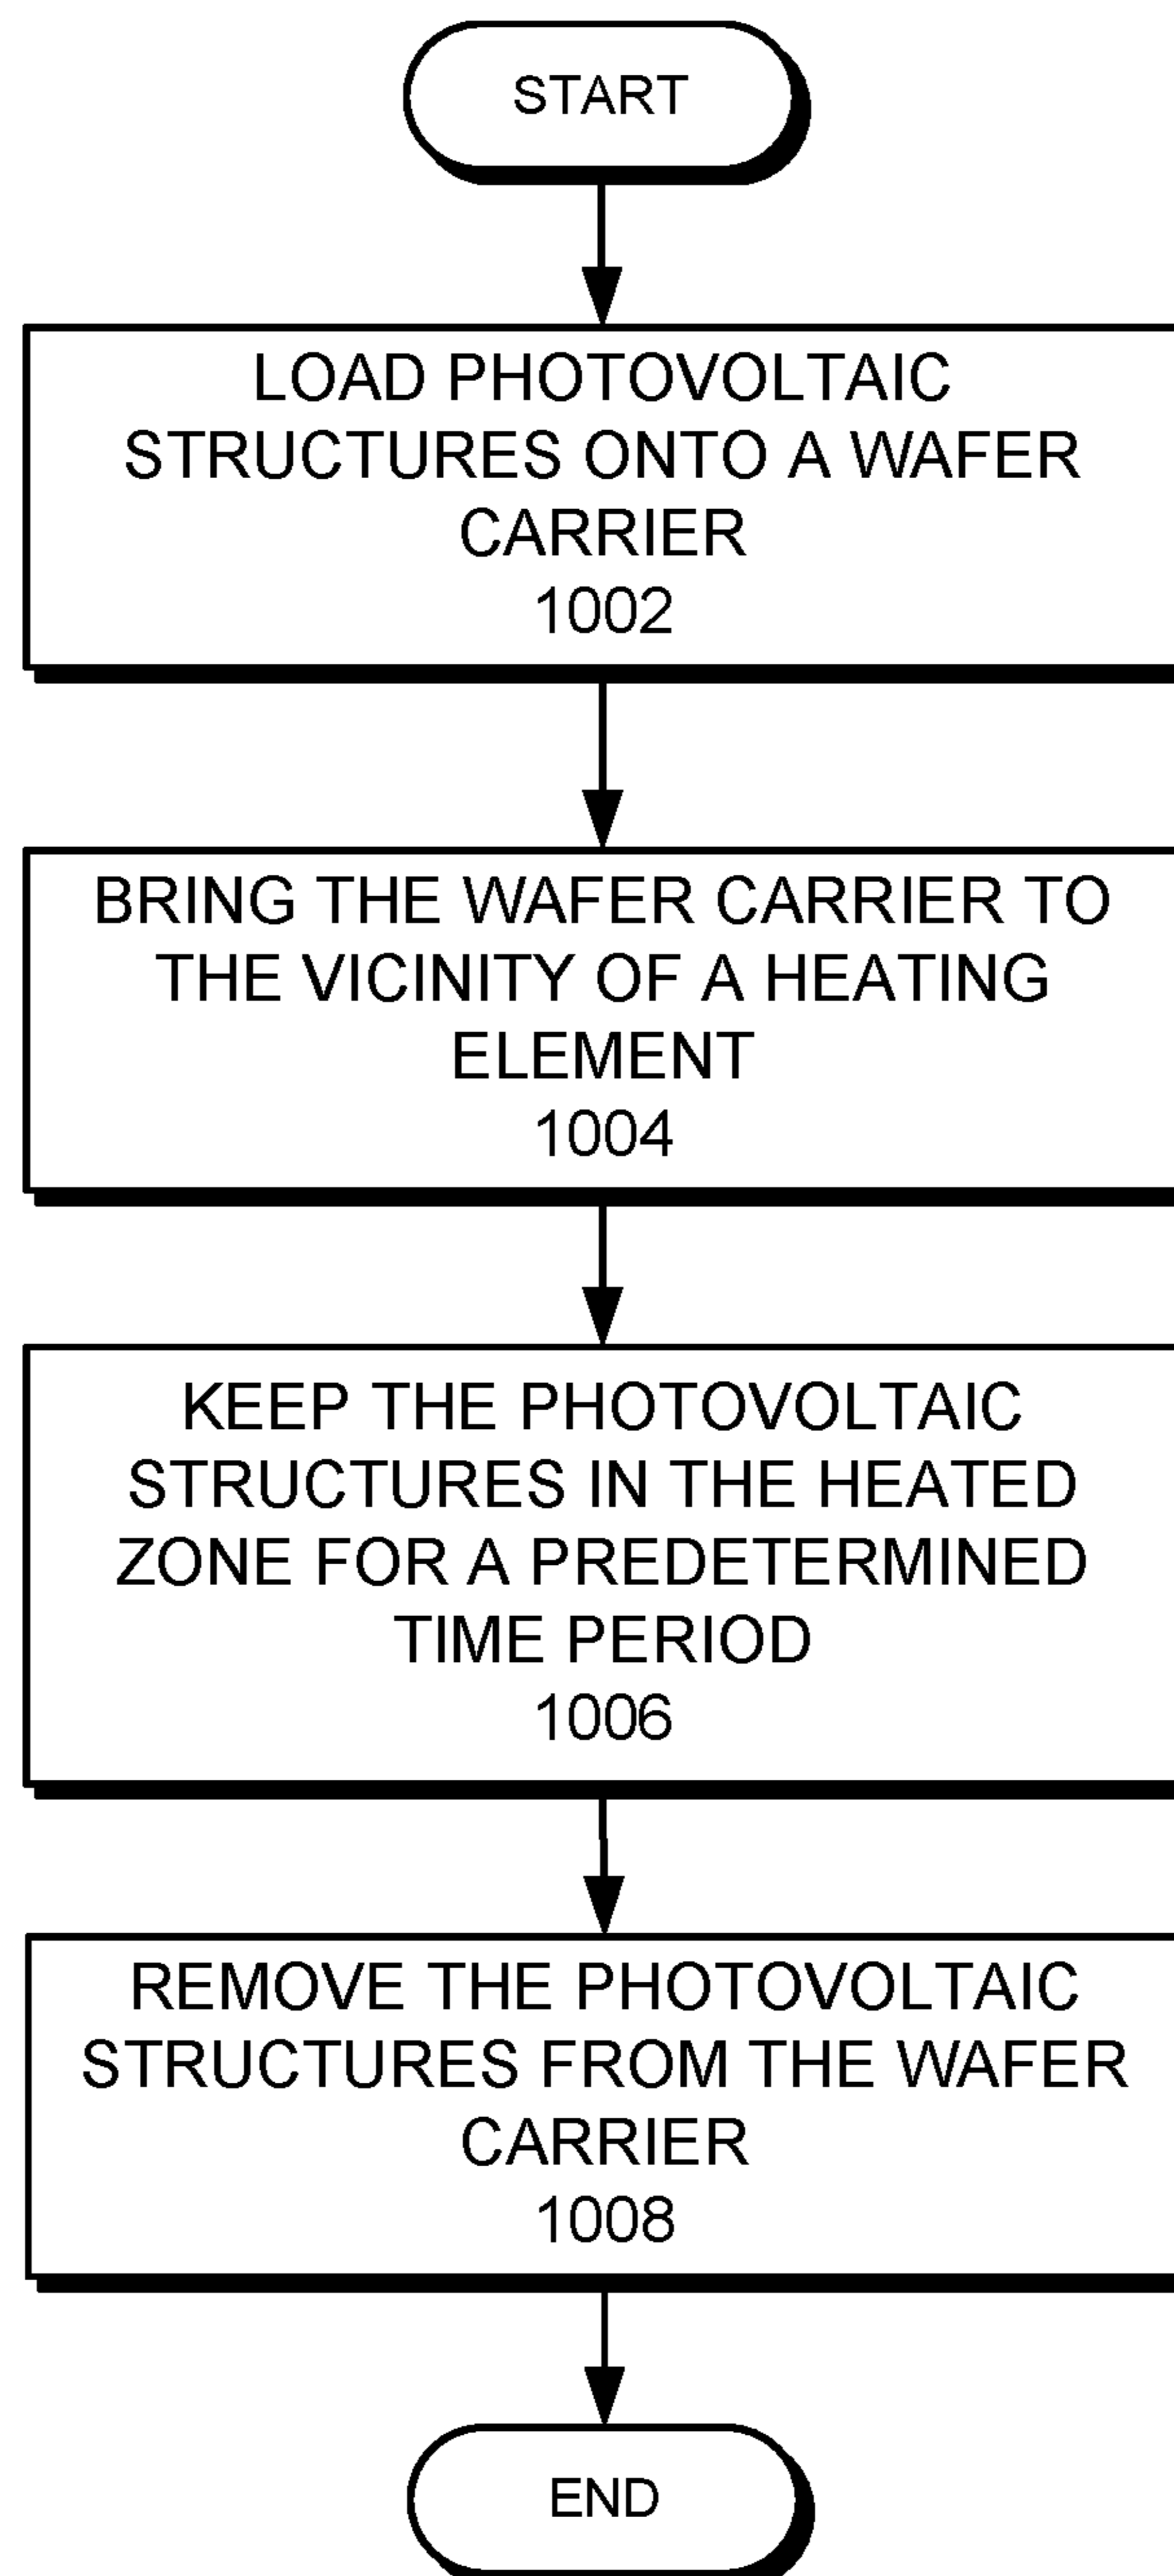 START
LOAD PHOTOVOLTAIC
STRUCTURES ONTO A WAFER
CARRIER
1002
BRING THE WAFER CARRIER TO
THE VICINITY OF A HEATING
ELEMENT
1004
KEEP THE PHOTOVOLTAIC
STRUCTURES IN THE HEATED
ZONE FOR A PREDETERMINED
TIME PERIOD
1006
REMOVE THE PHOTOVOLTAIC
STRUCTURES FROM THE WAFER
CARRIER
1008
END